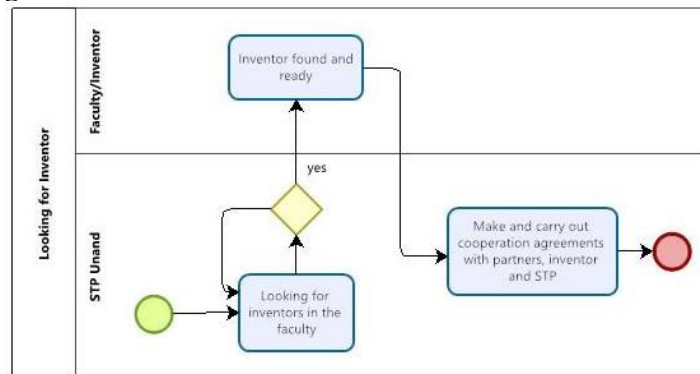 Looking for Inventor
Faculty/Inventor
Inventor found and
ready
yes
STP Unand
Looking for
inventors in the
faculty
Make and carry out
cooperation agreements
with partners, inventor
and STP